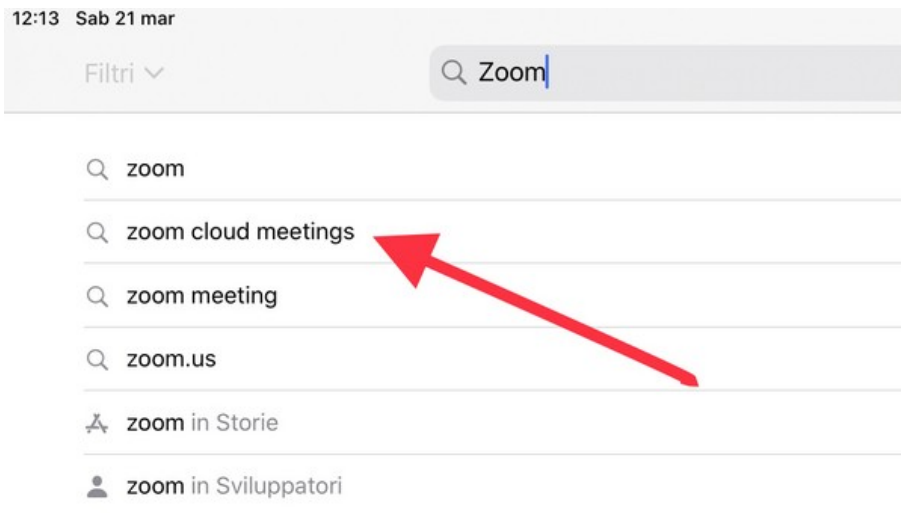 12:13 Sab 21 mar
Filtri
Zoom
zoom
zoom cloud meetings
zoom meeting
zoom.us
zoom in Storie
zoom in Sviluppatori